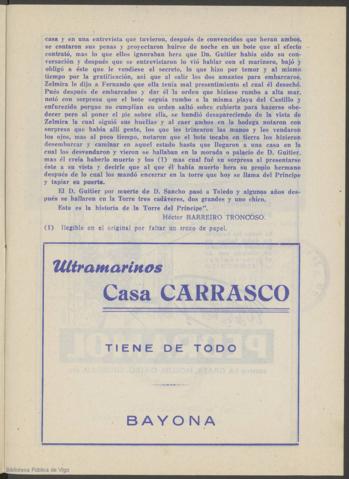 casa y en una entrevista que tuvieron, después de convencidos que heran ambos,
se contaron sus penas y proyectaron huirse de noche en un bote que al efecto
contrató, mas lo que ellos ignoraban hera que Dn. Guitier había oído su con-
versación y después que se entrevistaron lo vió hablar con el marinero, bajó y
obligó a éste que le vendiese el secreto, lo que hizo por temor y al mismo
tiempo por la gratificación, así que al salir los dos amantes para embarcarse,
Zelmira le dijo a Fernando que ella tenía mal presentimiento el cual él desechó.
Pués después de embarcados y dar él la orden que hiciese rumbo a alta mar,
notó con sorpresa que el bote seguía rumbo a la misma playa del Castillo y
enfurecido porque no cumplían su orden saltó sobre cubierta para hazerse obe-
decer pero al poner el pie sobre ella, se hundió desapareciendo de la vista de
Zelmira la cual siguió sus huellas y al caer ambos en la bodega notaron con
sorpresa que había allí gente, los que les trincaron las manos y les vendaron
los ojos, mas al poco tiempo, notaron que el bote tocaba en tierra los hizieron
desembarcar y caminar en aquel estado hasta que llegaron a una casa en la
cual los desvendaron y vieron se hallaban en la morada o palacio de D. Guitier,
mas él creía haberlo muerto y los (1) mas cual fué su sorpresa al presentarse
éste a su vista y decirle que al que él había muerto hera su propio hermano
después de lo cual los mandó encerrar en la torre que hoy se llama del Príncipe
y tapiar su puerta.
El D. Guitier por muerte de D. Sancho pasó a Toledo y algunos años des-
pués se hallaron en la Torre tres cadáveres, dos grandes y uno chico.
Esta es la historia de la Torre del Príncipe".
Héctor BARREIRO TRONCOSO.
(1) Ilegible en el original por faltar un trozo de papel.
Ultramarinos
Casa CARRASCO
TIENE DE TODO
BAYONA
Biblioteca Pública de Vigo